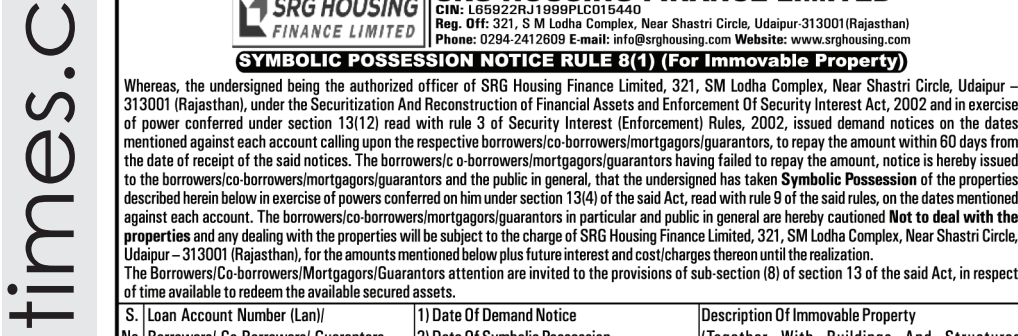 times.c
SRG HOUSING
FINANCE LIMITED
SRG HOUSING FINANCE LIMITED
CIN: L65922RJ1999PLC015440
Reg. Off: 321, S M Lodha Complex, Near Shastri Circle, Udaipur-313001(Rajasthan)
Phone: 0294-2412609 E-mail: info@srghousing.com Website: www.srghousing.com
SYMBOLIC POSSESSION NOTICE RULE 8(1) (For Immovable Property)
Whereas, the undersigned being the authorized officer of SRG Housing Finance Limited, 321, SM Lodha Complex, Near Shastri Circle, Udaipur –
313001 (Rajasthan), under the Securitization And Reconstruction of Financial Assets and Enforcement Of Security Interest Act, 2002 and in exercise
of power conferred under section 13(12) read with rule 3 of Security Interest (Enforcement) Rules, 2002, issued demand notices on the dates
mentioned against each account calling upon the respective borrowers/co-borrowers/mortgagors/guarantors, to repay the amount within 60 days from
the date of receipt of the said notices. The borrowers/c o-borrowers/mortgagors/guarantors having failed to repay the amount, notice is hereby issued
to the borrowers/co-borrowers/mortgagors/guarantors and the public in general, that the undersigned has taken Symbolic Possession of the properties
described herein below in exercise of powers conferred on him under section 13(4) of the said Act, read with rule 9 of the said rules, on the dates mentioned
against each account. The borrowers/co-borrowers/mortgagors/guarantors in particular and public in general are hereby cautioned Not to deal with the
properties and any dealing with the properties will be subject to the charge of SRG Housing Finance Limited, 321, SM Lodha Complex, Near Shastri Circle,
Udaipur – 313001 (Rajasthan), for the amounts mentioned below plus future interest and cost/charges thereon until the realization.
The Borrowers/Co-borrowers/Mortgagors/Guarantors attention are invited to the provisions of sub-section (8) of section 13 of the said Act, in respect
of time available to redeem the available secured assets.
S. Loan Account Number (Lan)/ 1) Date Of Demand Notice Description Of Immovable Property
No Borrowers/ Co-Borrowers/ Guarantors 2) Date Of Symbolic Possession (Together With Buildings And Structures